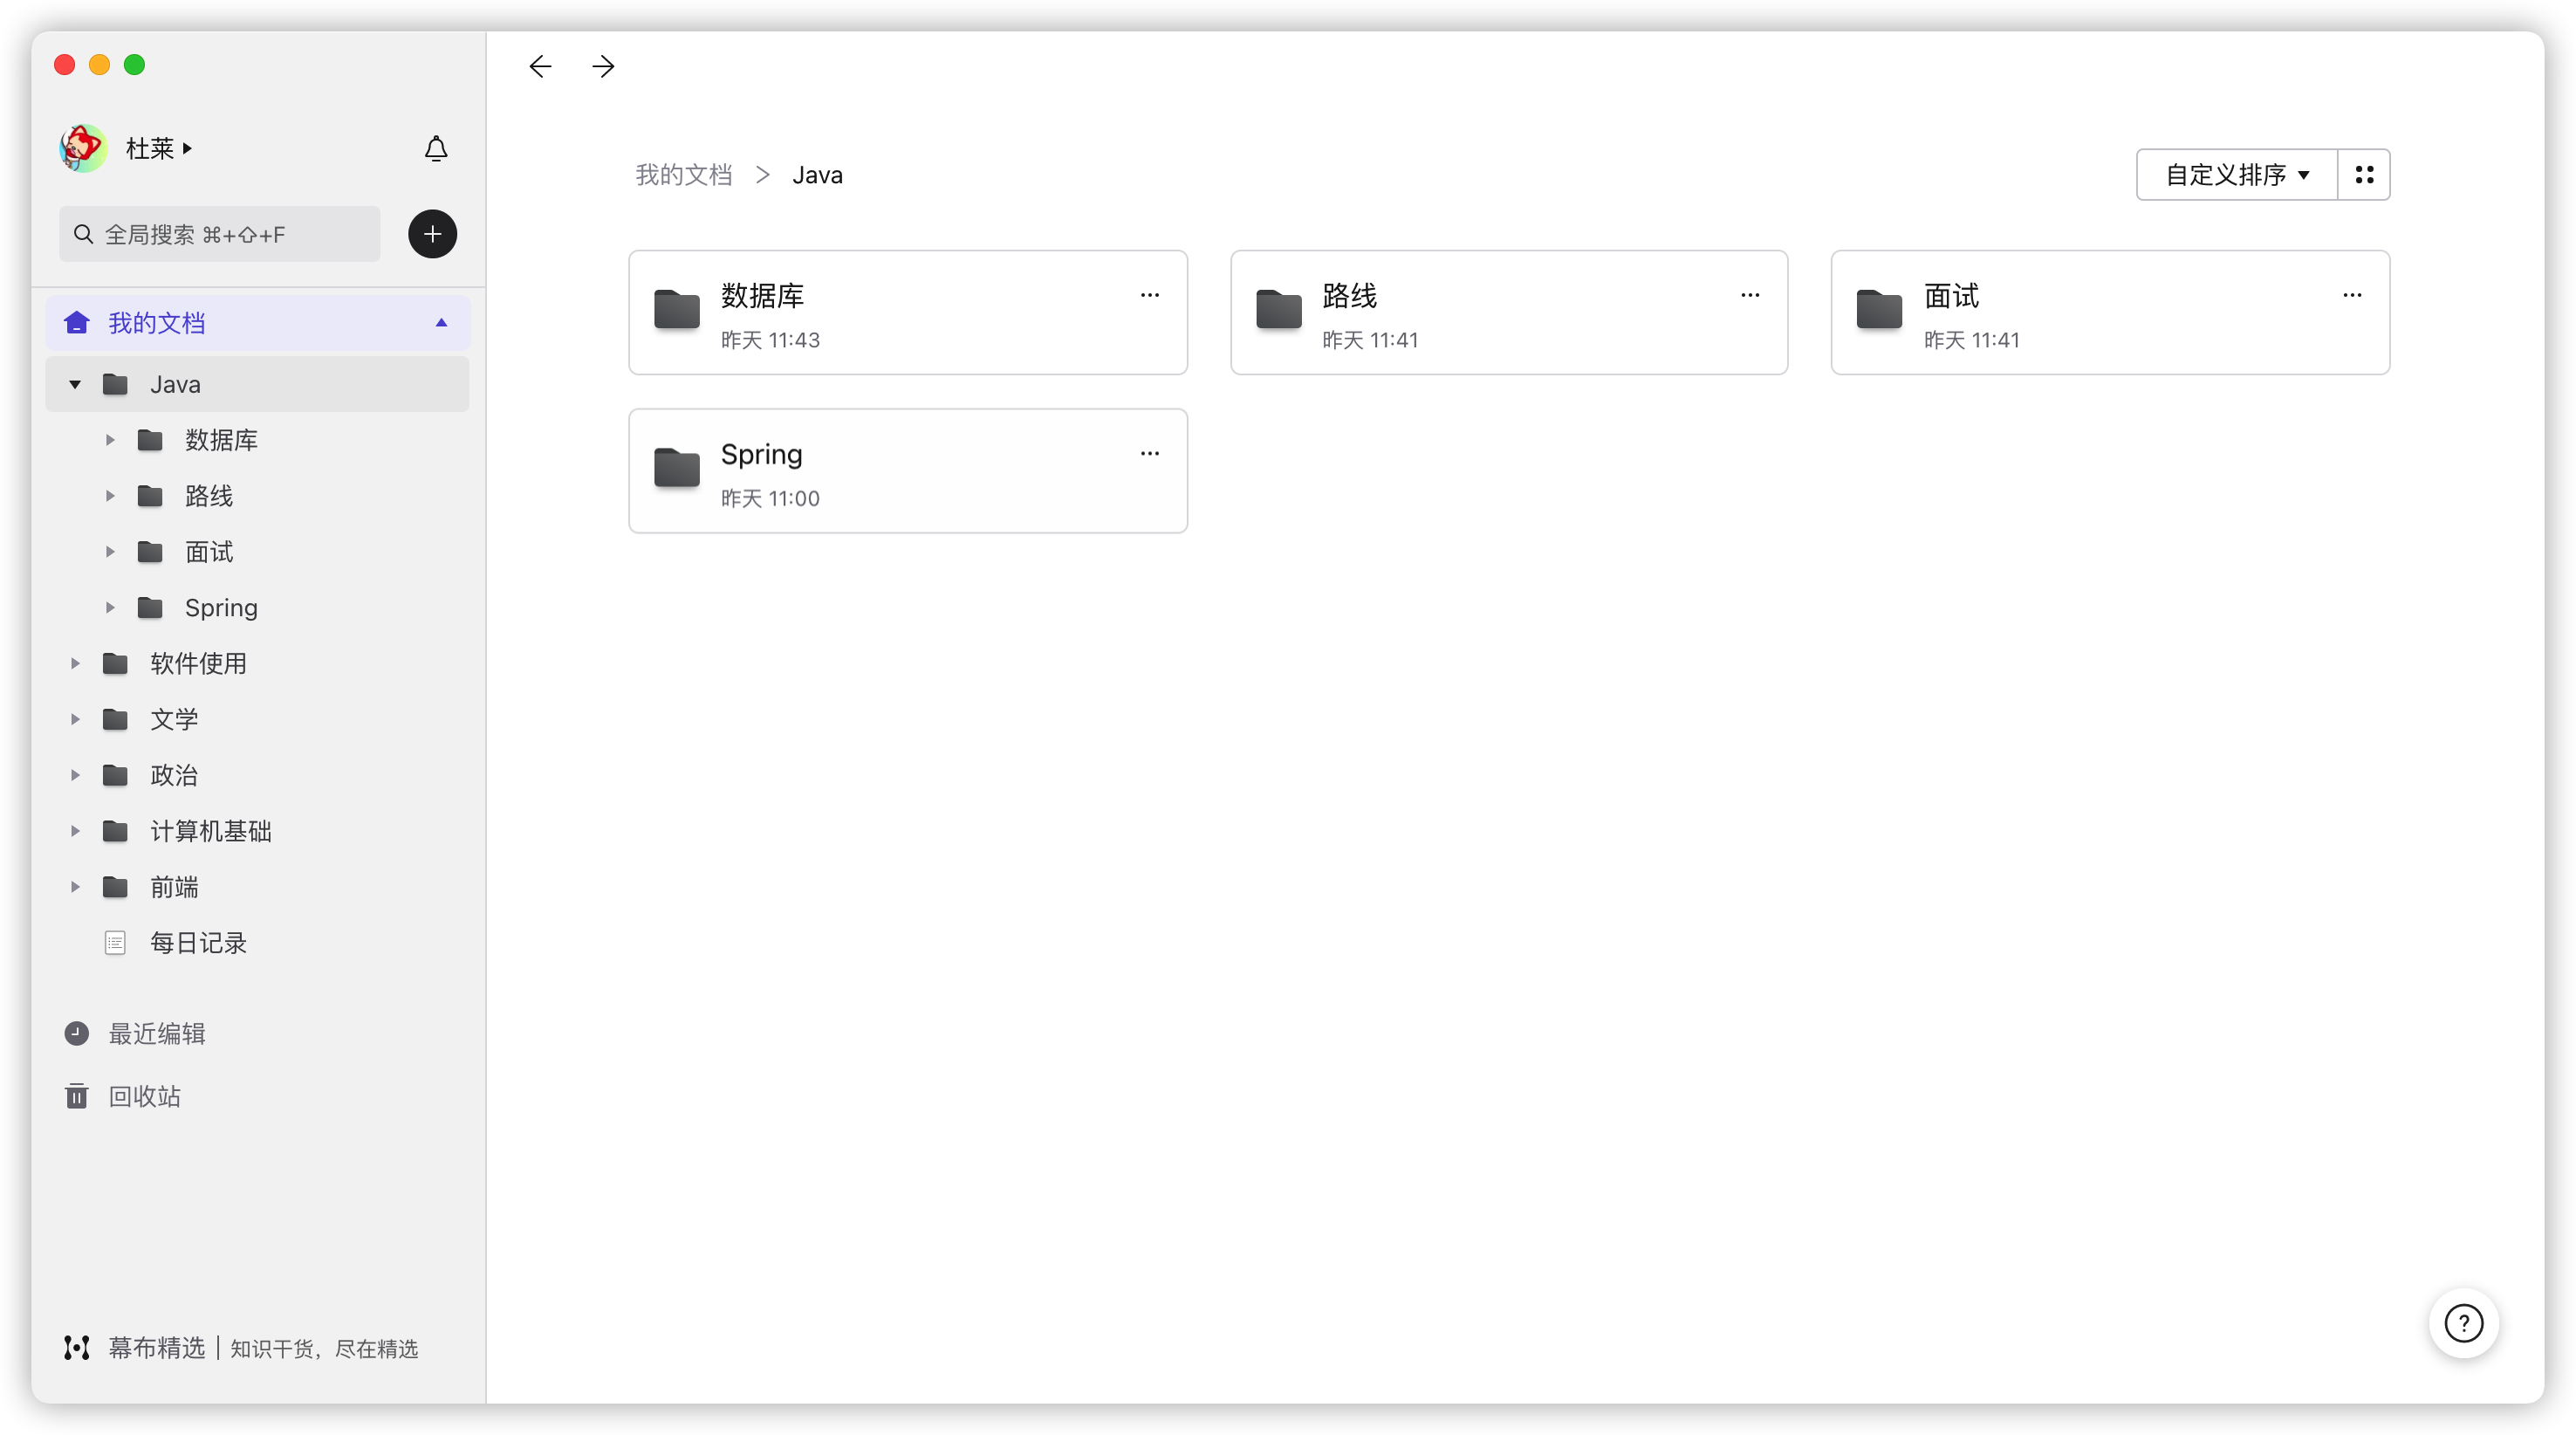 杜莱
全局搜索 ⌘+⇧+F
我的文档
Java
数据库
路线
面试
Spring
软件使用
文学
政治
计算机基础
前端
每日记录
最近编辑
回收站
幕布精选 | 知识干货，尽在精选
我的文档 > Java
自定义排序
数据库
昨天 11:43
路线
昨天 11:41
面试
昨天 11:41
Spring
昨天 11:00
?